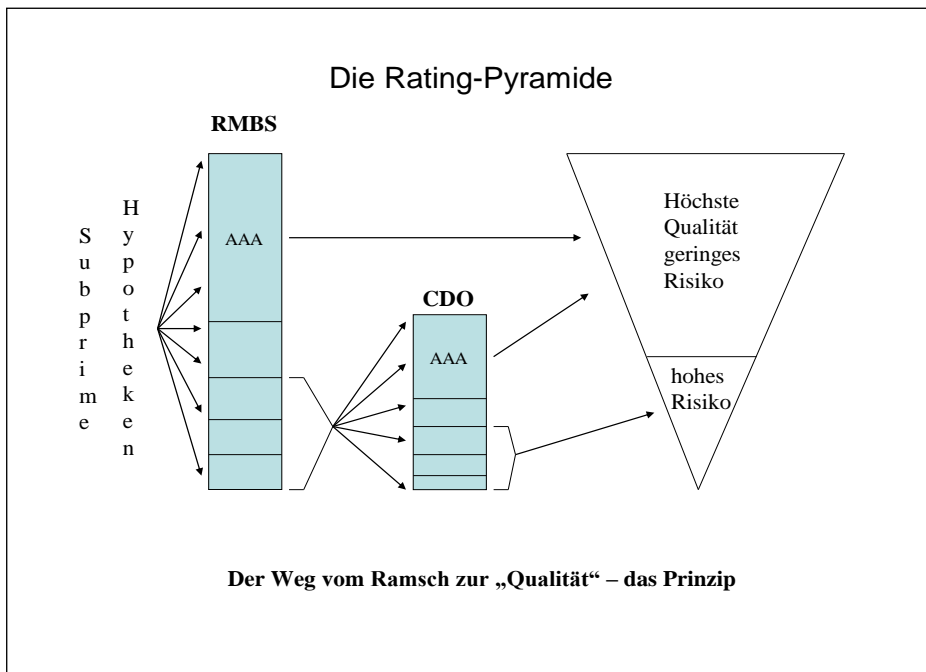 Die Rating-Pyramide
RMBS
Subprime
Hypotheken
AAA
CDO
AAA
Höchste
Qualität
geringes
Risiko
hohes
Risiko
Der Weg vom Ramsch zur „Qualität“ – das Prinzip